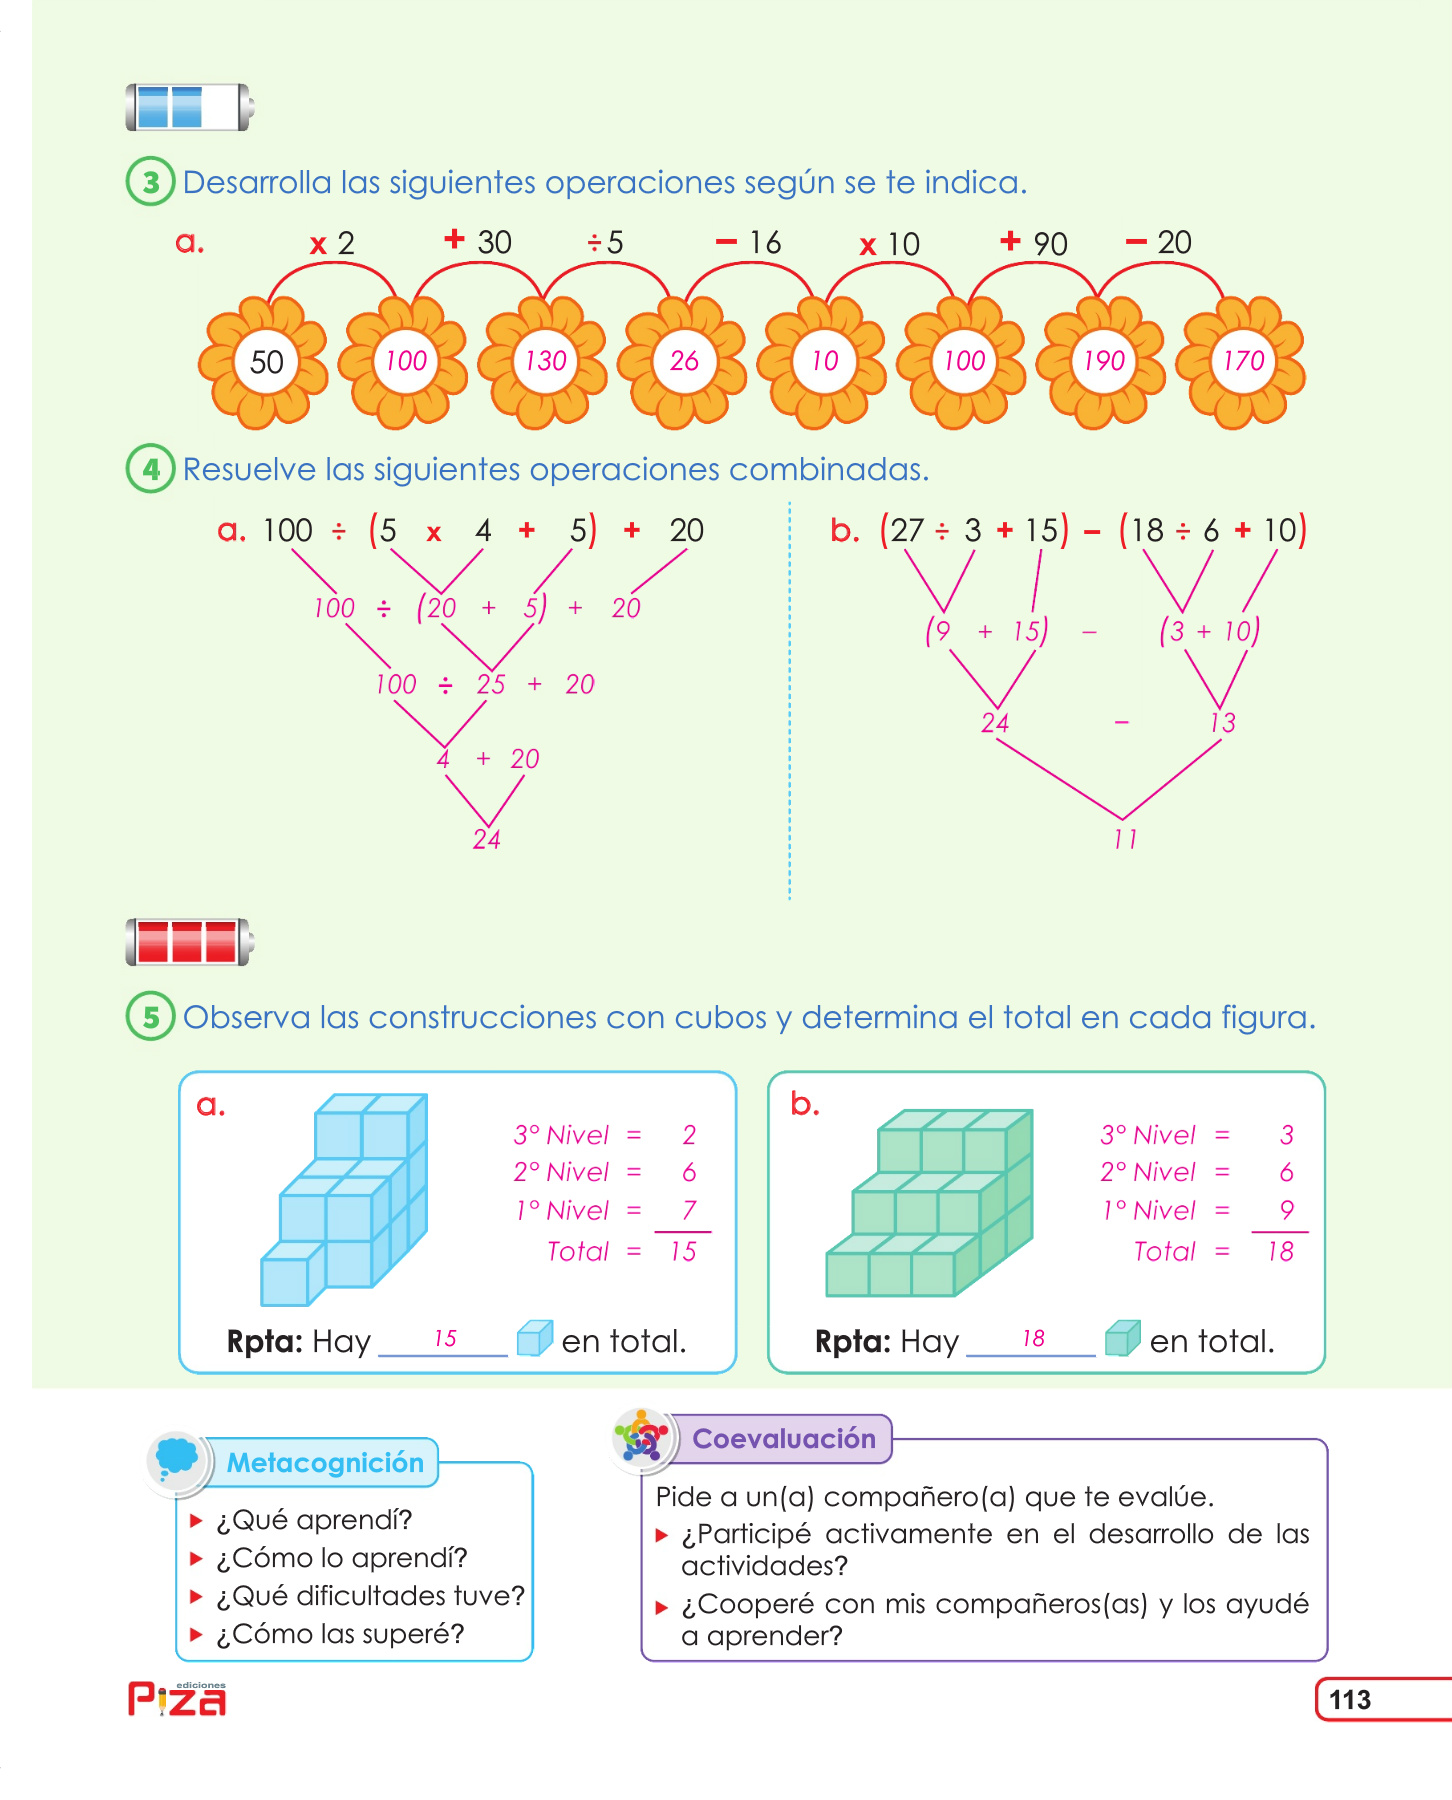 3 Desarrolla las siguientes operaciones según se te indica.
a. x 2 + 30 ÷ 5 − 16 x 10 + 90 − 20
50 100 130 26 10 100 190 170
4 Resuelve las siguientes operaciones combinadas.
a. 100 ÷ (5 x 4 + 5) + 20
100 ÷ (20 + 5) + 20
100 ÷ 25 + 20
4 + 20
24
b. (27 ÷ 3 + 15) − (18 ÷ 6 + 10)
(9 + 15) − (3 + 10)
24 − 13
11
5 Observa las construcciones con cubos y determina el total en cada figura.
a.
3° Nivel = 2
2° Nivel = 6
1° Nivel = 7
Total = 15
Rpta: Hay 15 en total.
b.
3° Nivel = 3
2° Nivel = 6
1° Nivel = 9
Total = 18
Rpta: Hay 18 en total.
Metacognición
¿Qué aprendí?
¿Cómo lo aprendí?
¿Qué dificultades tuve?
¿Cómo las superé?
Coevaluación
Pide a un(a) compañero(a) que te evalúe.
¿Participé activamente en el desarrollo de las
actividades?
¿Cooperé con mis compañeros(as) y los ayudé
a aprender?
ediciones
Piza
113